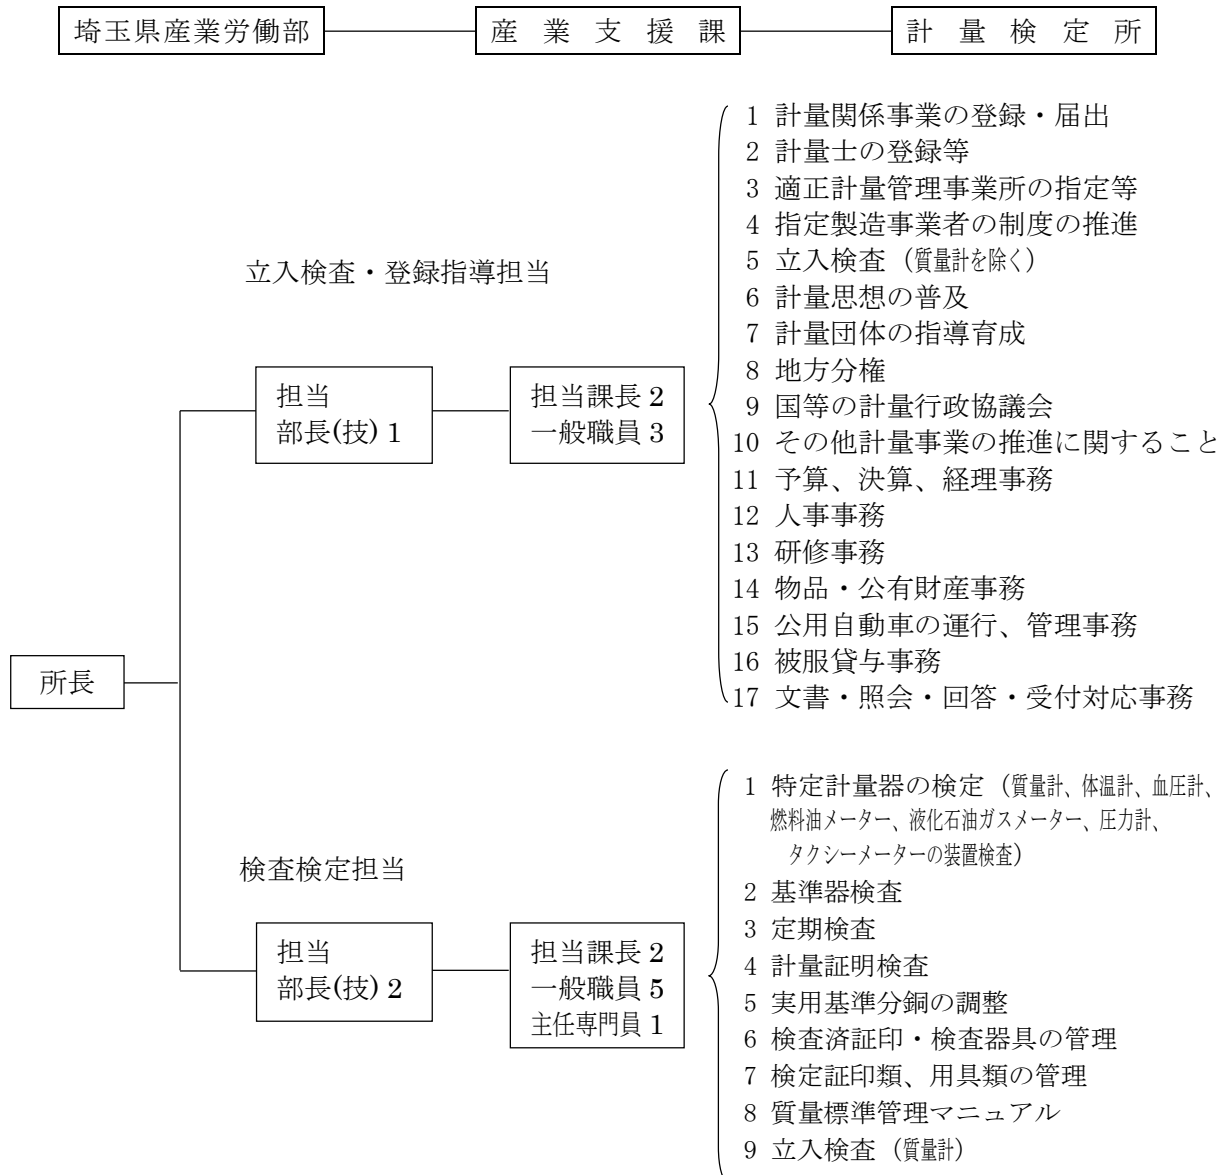 埼玉県産業労働部
産業支援課
計量検定所
立入検査・登録指導担当
担当
部長(技) 1
担当課長 2
一般職員 3
1 計量関係事業の登録・届出
2 計量士の登録等
3 適正計量管理事業所の指定等
4 指定製造事業者の制度の推進
5 立入検査（質量計を除く）
6 計量思想の普及
7 計量団体の指導育成
8 地方分権
9 国等の計量行政協議会
10 その他計量事業の推進に関すること
11 予算、決算、経理事務
12 人事事務
13 研修事務
14 物品・公有財産事務
15 公用自動車の運行、管理事務
16 被服貸与事務
17 文書・照会・回答・受付対応事務
所長
検査検定担当
担当
部長(技) 2
担当課長 2
一般職員 5
主任専門員 1
1 特定計量器の検定（質量計、体温計、血圧計、
燃料油メーター、液化石油ガスメーター、圧力計、
タクシーメーターの装置検査）
2 基準器検査
3 定期検査
4 計量証明検査
5 実用基準分銅の調整
6 検査済証印・検査器具の管理
7 検定証印類、用具類の管理
8 質量標準管理マニュアル
9 立入検査（質量計）